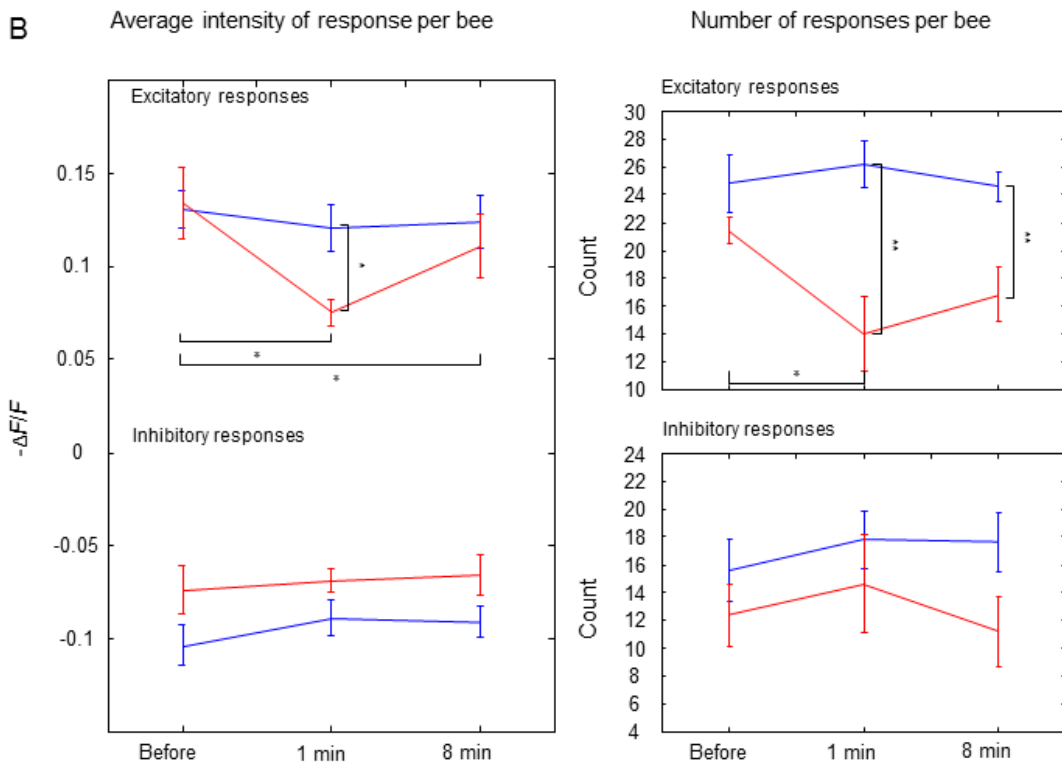 B
Average intensity of response per bee
Number of responses per bee
Excitatory responses
0.15
0.1
0.05
0
-0.05
-0.1
-ΔF/F
*
*
*
Inhibitory responses
Before
1 min
8 min
Excitatory responses
30
28
26
24
22
20
18
16
14
12
10
Count
**
**
*
Inhibitory responses
24
22
20
18
16
14
12
10
8
6
4
Count
Before
1 min
8 min